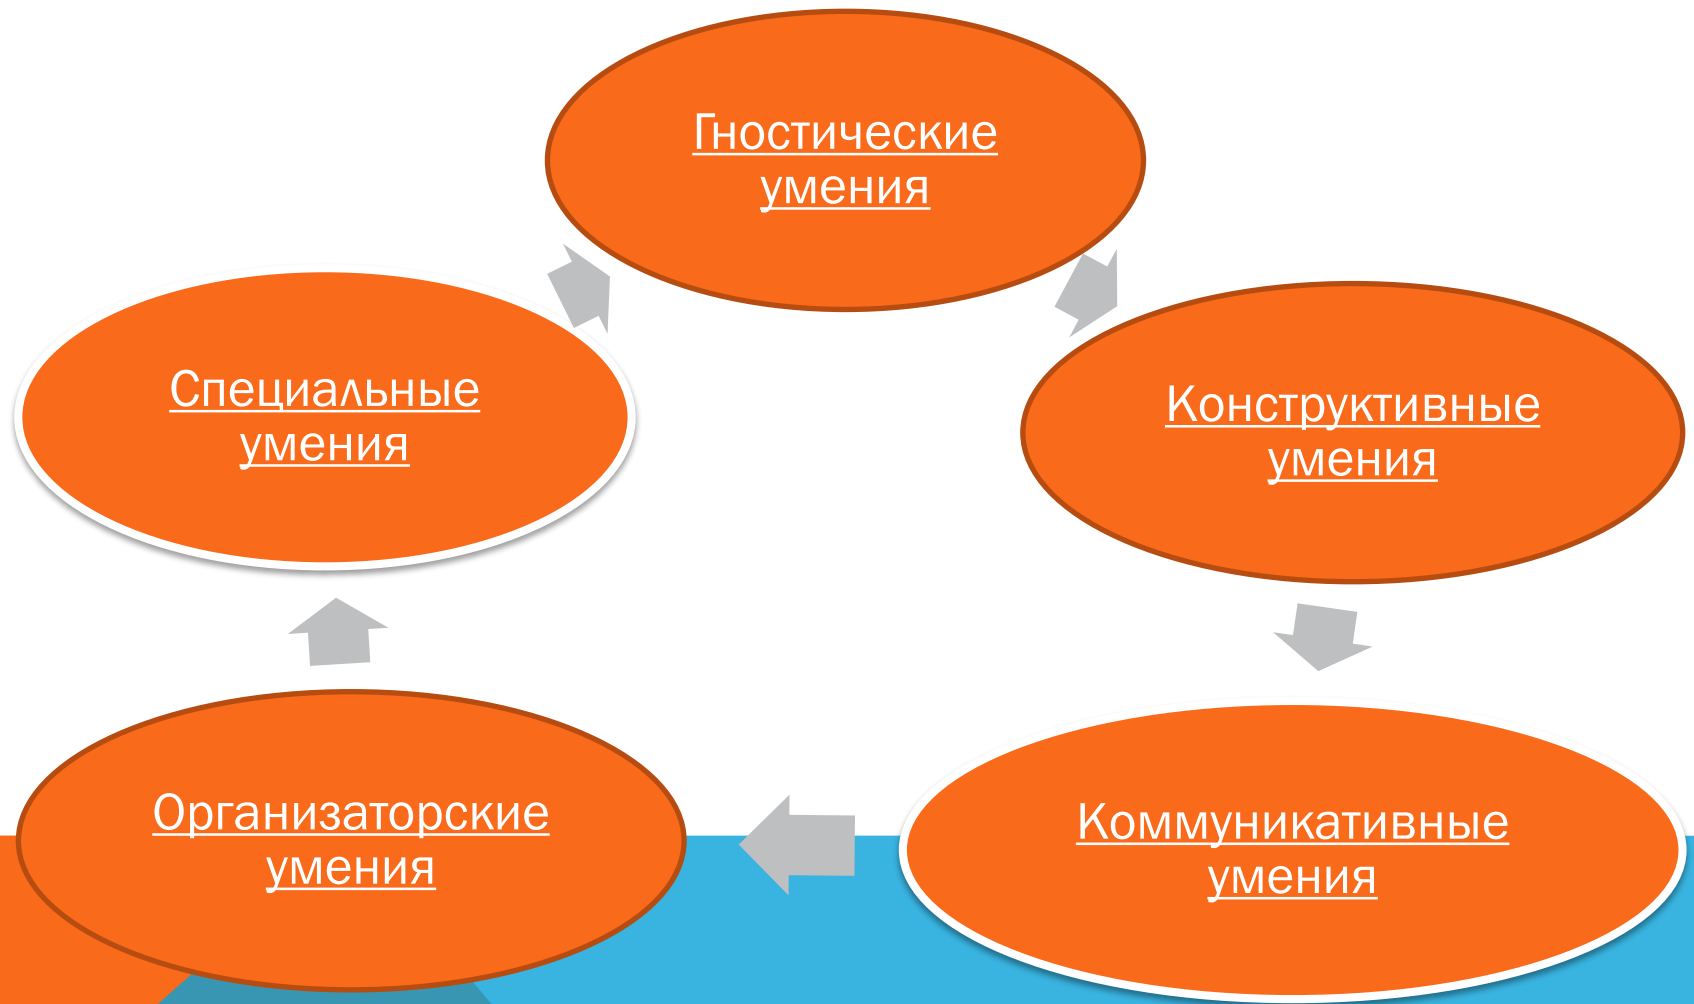 Гностические
умения
Конструктивные
умения
Коммуникативные
умения
Организаторские
умения
Специальные
умения